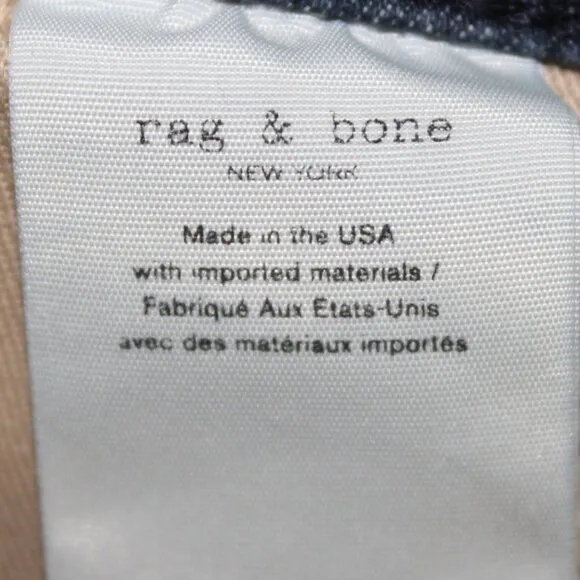 rag & bone
NEW YORK
Made in the USA
with imported materials /
Fabriqué Aux Etats-Unis
avec des matériaux importés